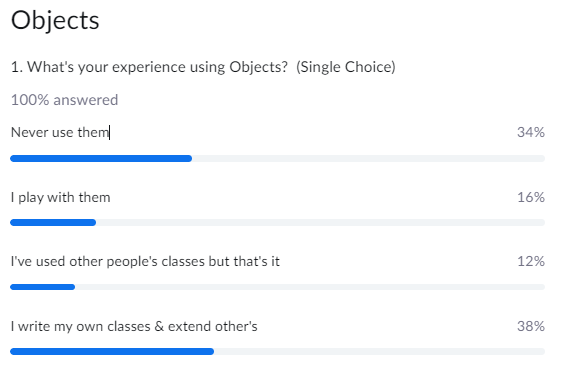 Objects
1. What's your experience using Objects?  (Single Choice)
100% answered
Never use them 34%
I play with them 16%
I've used other people's classes but that's it 12%
I write my own classes & extend other's 38%